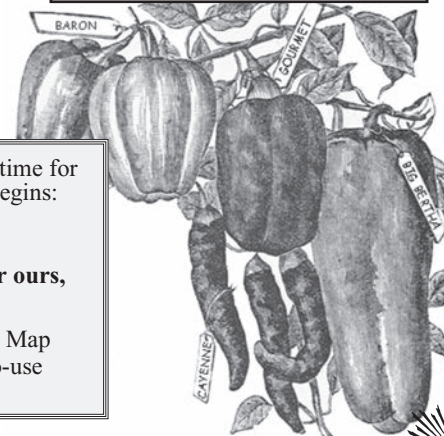 BARON
GOURMET
BIG BERTHA
time for
egins:
r ours,
Map
-use
CAYENNE